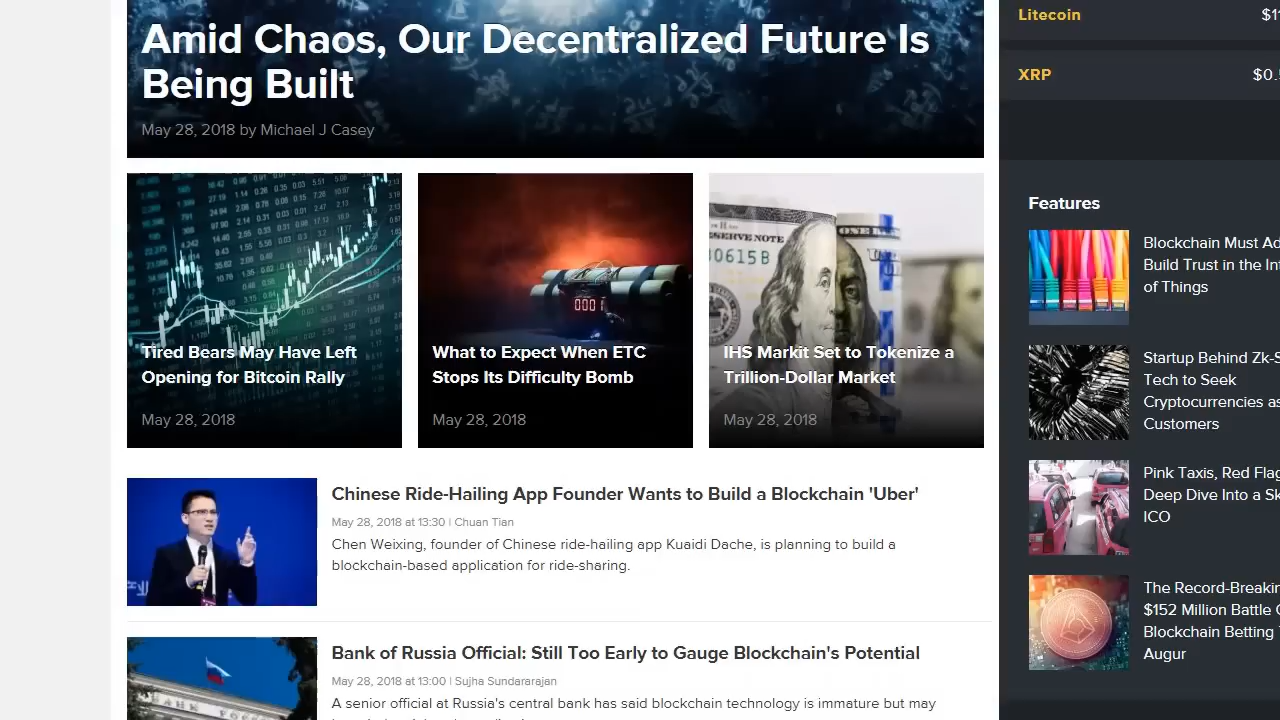 Amid Chaos, Our Decentralized Future Is
Being Built
May 28, 2018 by Michael J Casey
Tired Bears May Have Left
Opening for Bitcoin Rally
May 28, 2018
0001
What to Expect When ETC
Stops Its Difficulty Bomb
May 28, 2018
IHS Markit Set to Tokenize a
Trillion-Dollar Market
May 28, 2018
Chinese Ride-Hailing App Founder Wants to Build a Blockchain 'Uber'
May 28, 2018 at 13:30 | Chuan Tian
Chen Weixing, founder of Chinese ride-hailing app Kuaidi Dache, is planning to build a
blockchain-based application for ride-sharing.
Bank of Russia Official: Still Too Early to Gauge Blockchain's Potential
May 28, 2018 at 13:00 | Sujha Sundararajan
A senior official at Russia's central bank has said blockchain technology is immature but may
Litecoin
XRP
$0.
Features
Blockchain Must
Build Trust in the
of Things
Startup Behind
Tech to Seek
Cryptocurrencies
Customers
Pink Taxis, Red
Deep Dive Into a
ICO
The
$152 Million Battle
Blockchain Betting
Augur